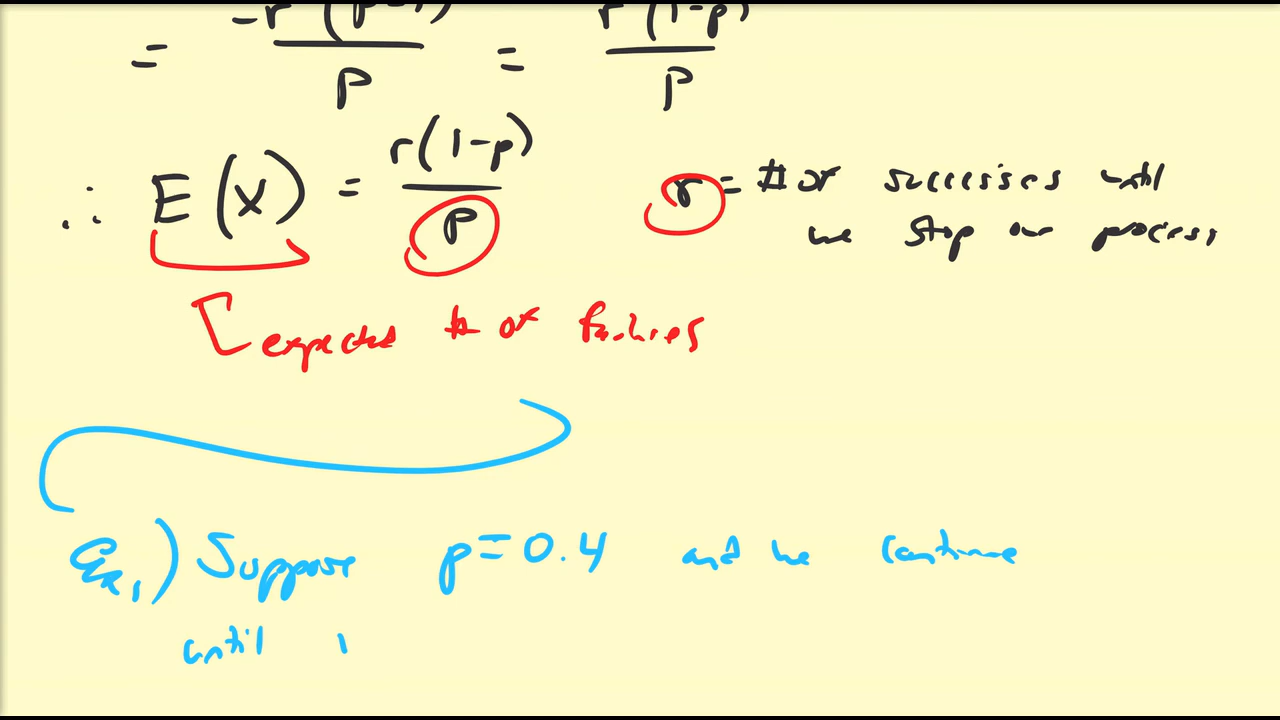 = -r(p-1)/p = r(1-p)/p
∴ E(X) = r(1-p)/p
r = # of successes until
we stop our process
expected # of failures
Ex,) Suppose p=0.4 and we continue
until